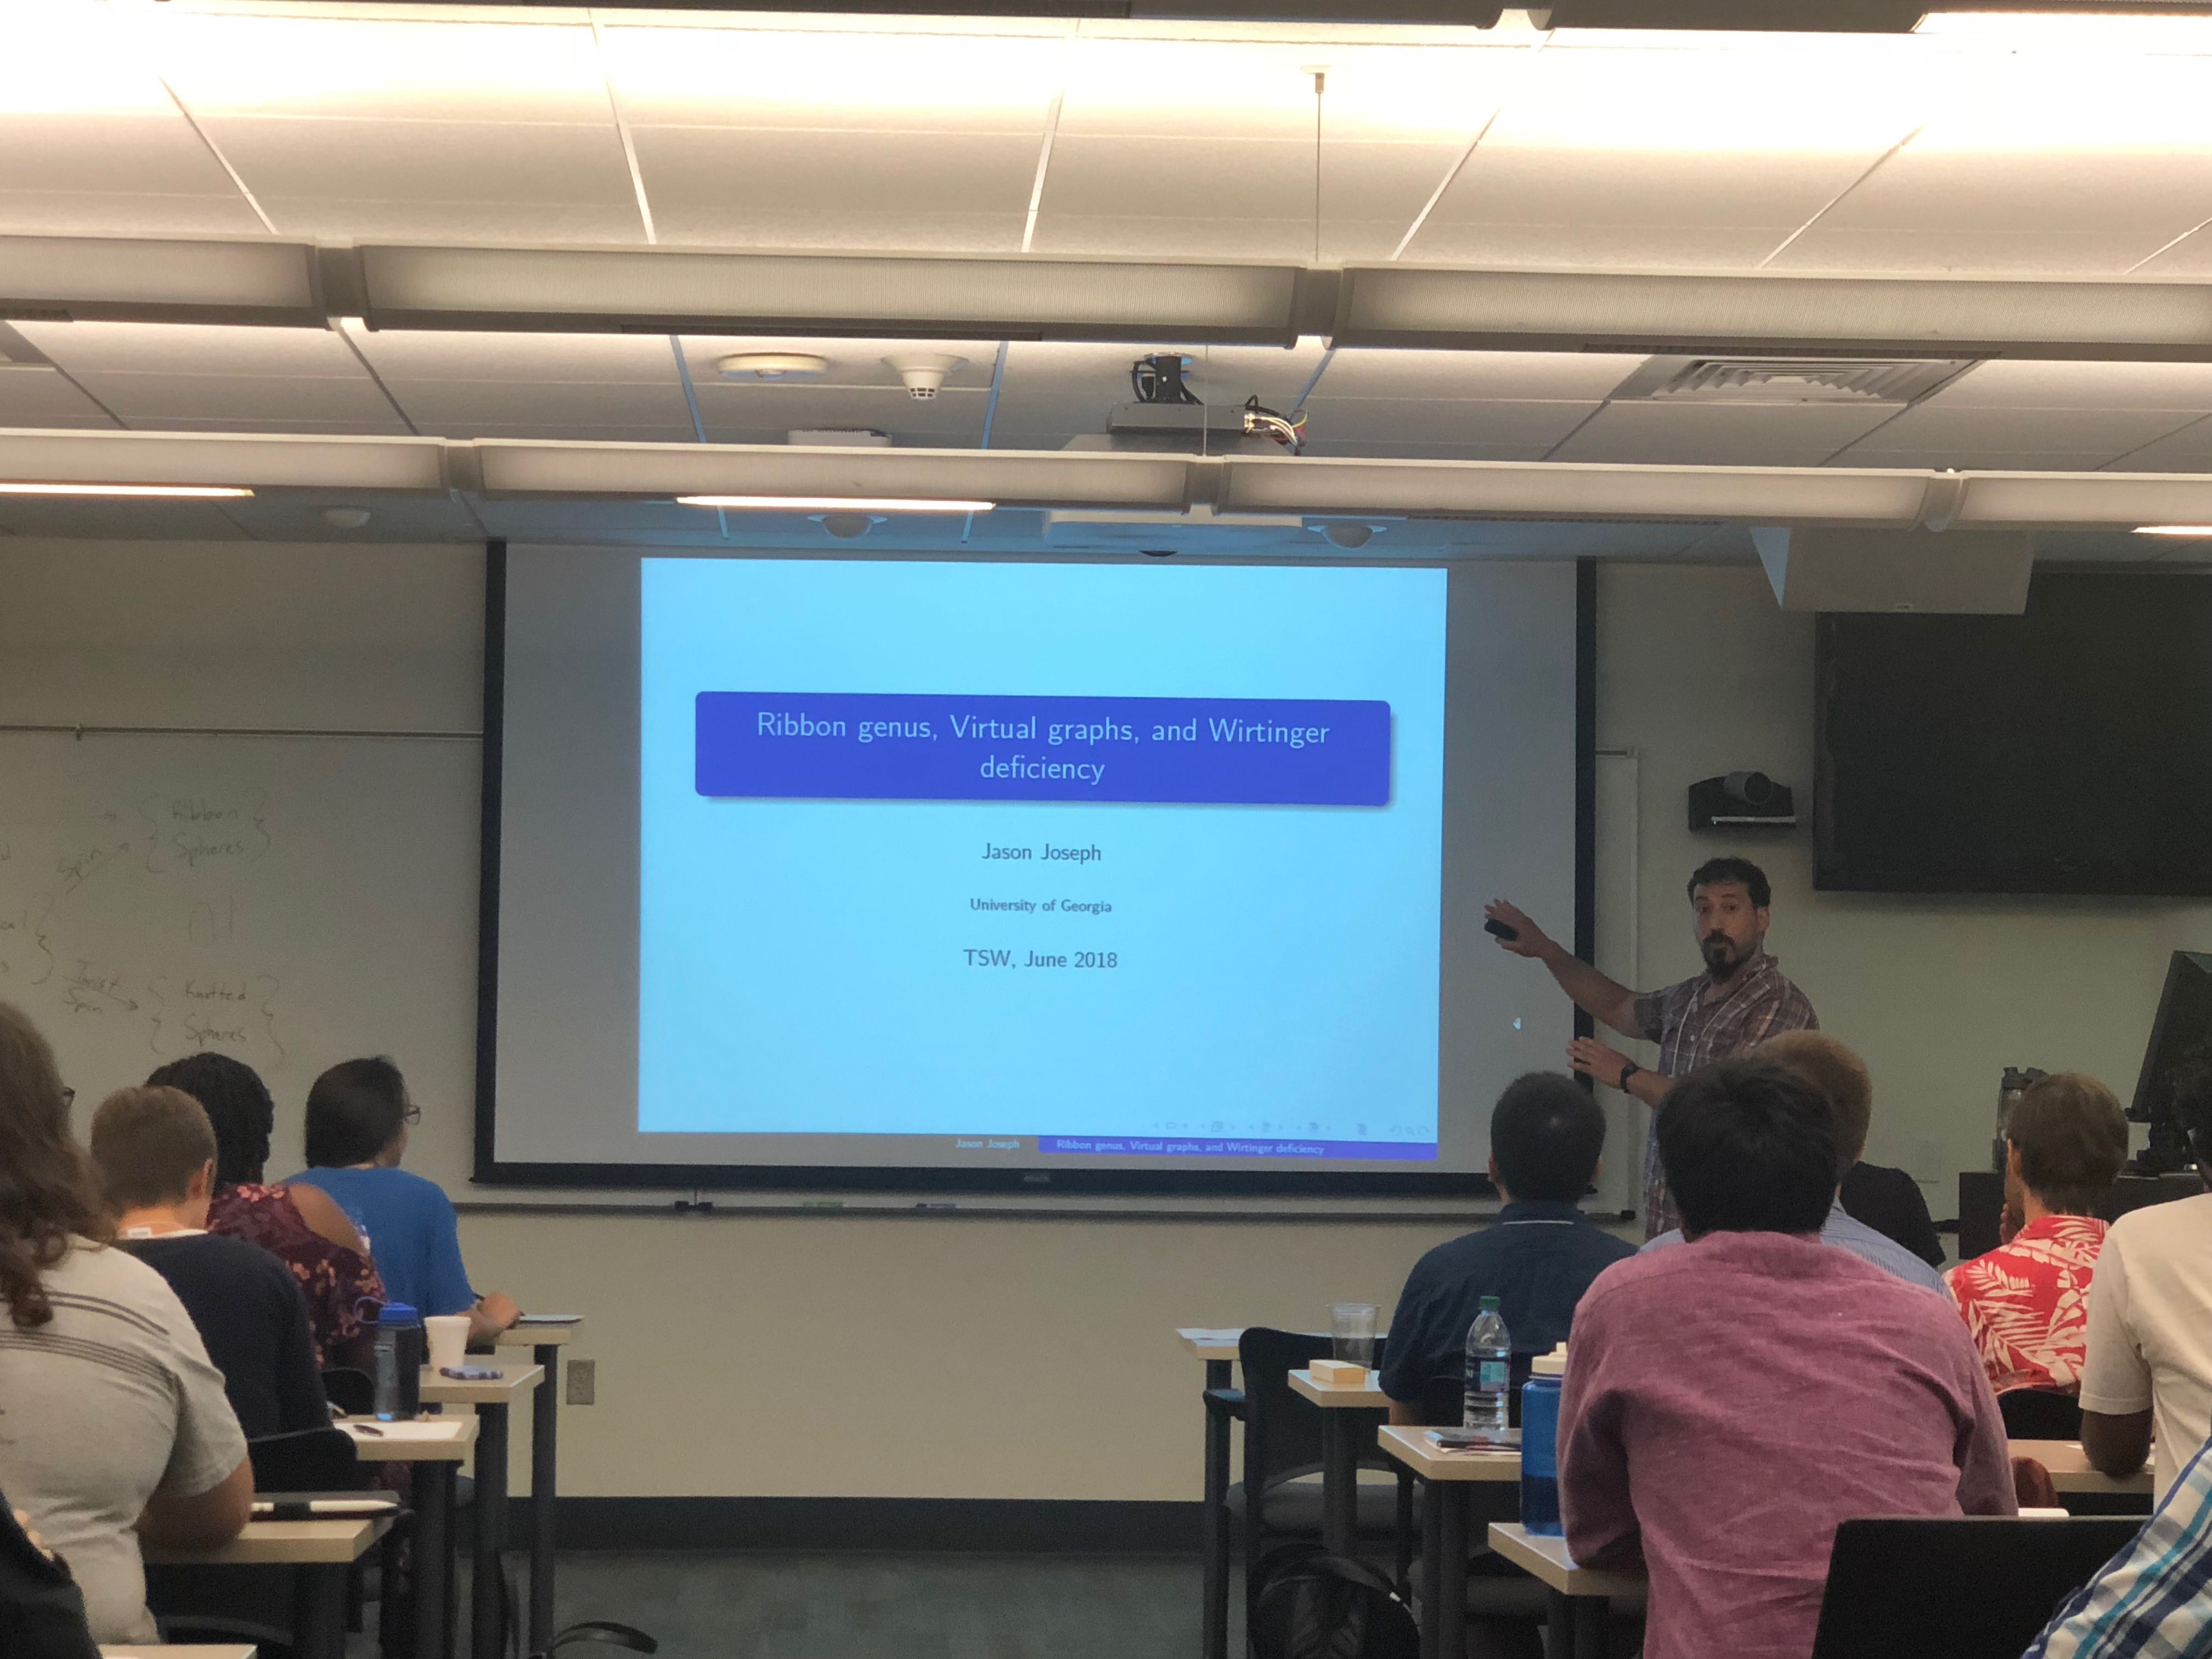 Ribbon genus, Virtual graphs, and Wirtinger
deficiency
Jason Joseph
University of Georgia
TSW, June 2018
Jason Joseph
Ribbon genus, Virtual graphs, and Wirtinger deficiency
Ribbon
Spheres
Spin
Twist
Spin
Knotted
Spheres